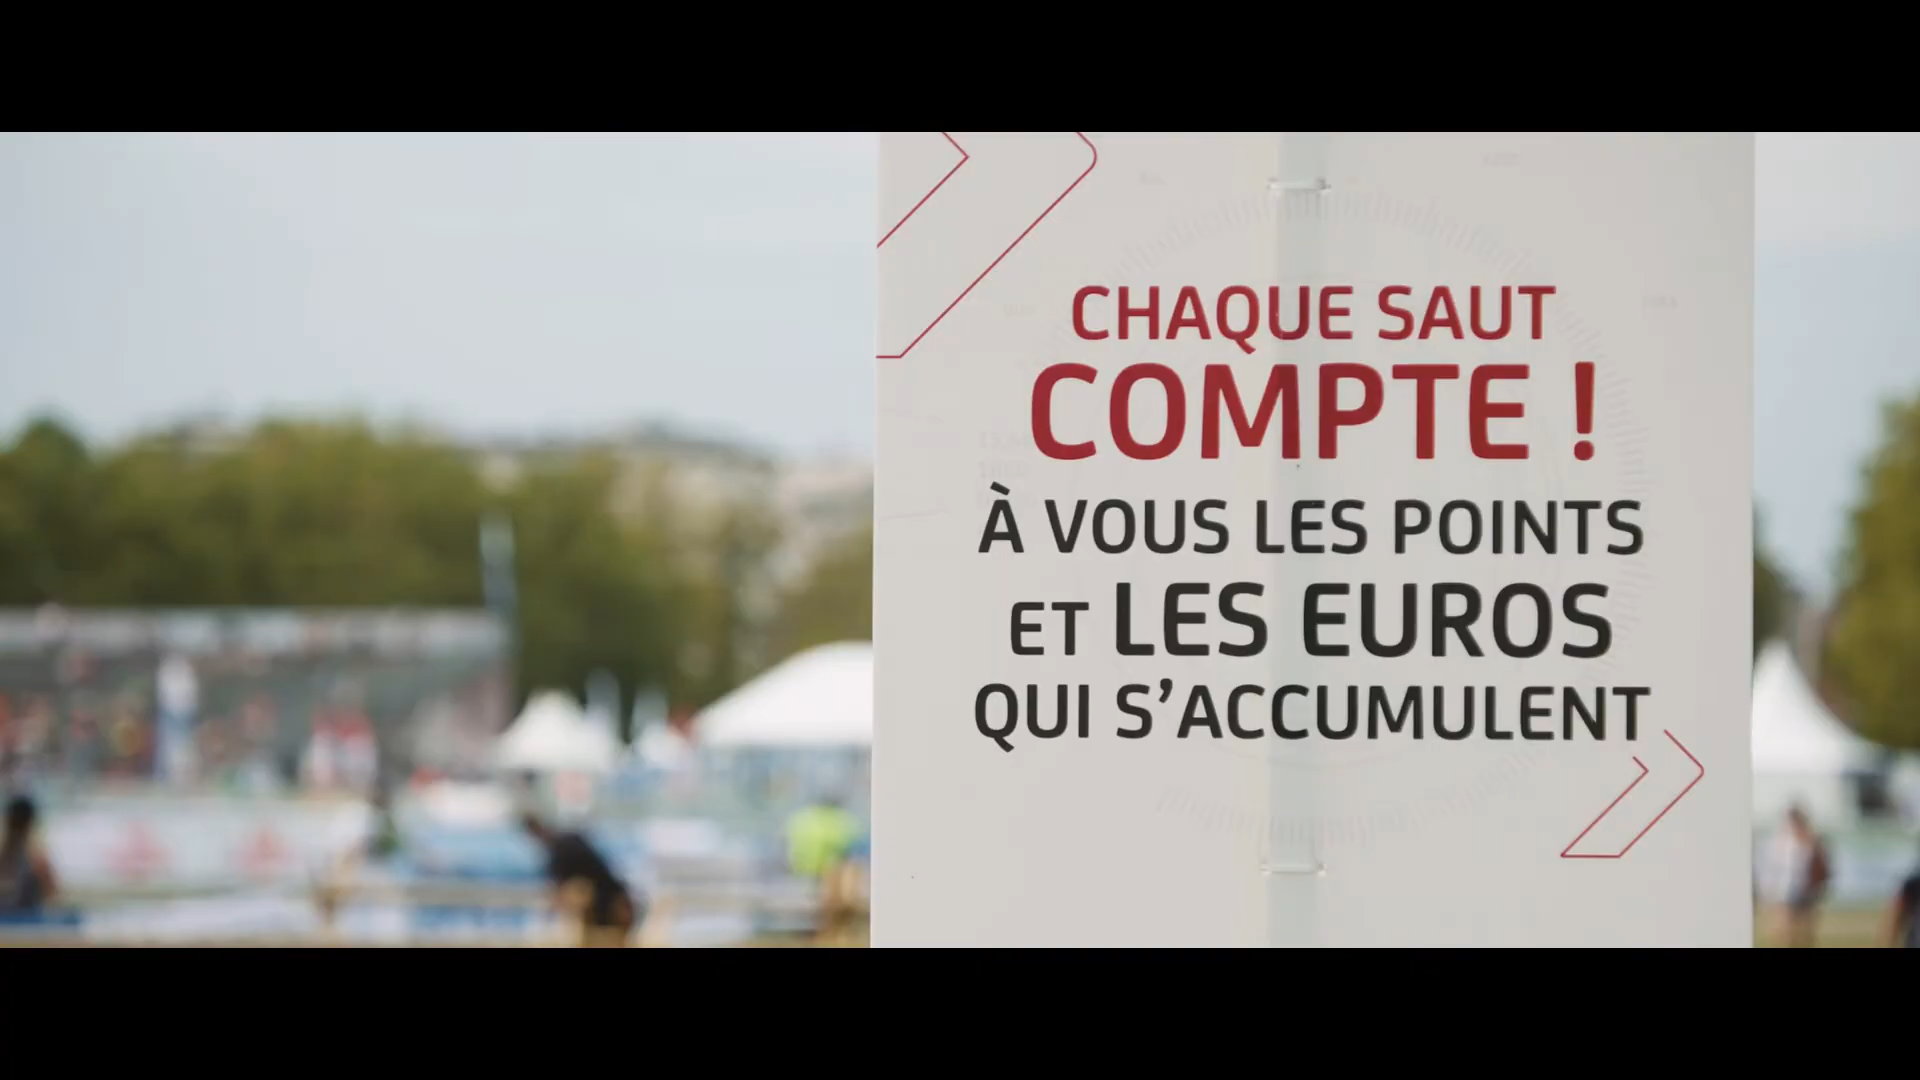 CHAQUE SAUT
COMPTE !
À VOUS LES POINTS
ET LES EUROS
QUI S'ACCUMULENT